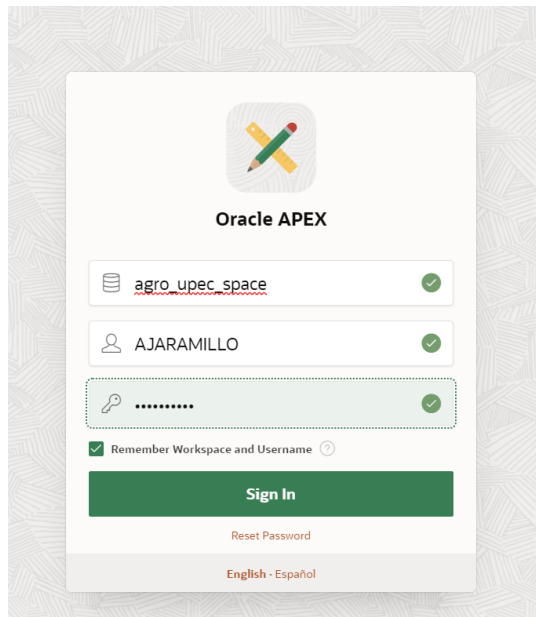 Oracle APEX
agro_upec_space
AJARAMILLO
••••••••••
Remember Workspace and Username ?
Sign In
Reset Password
English - Español